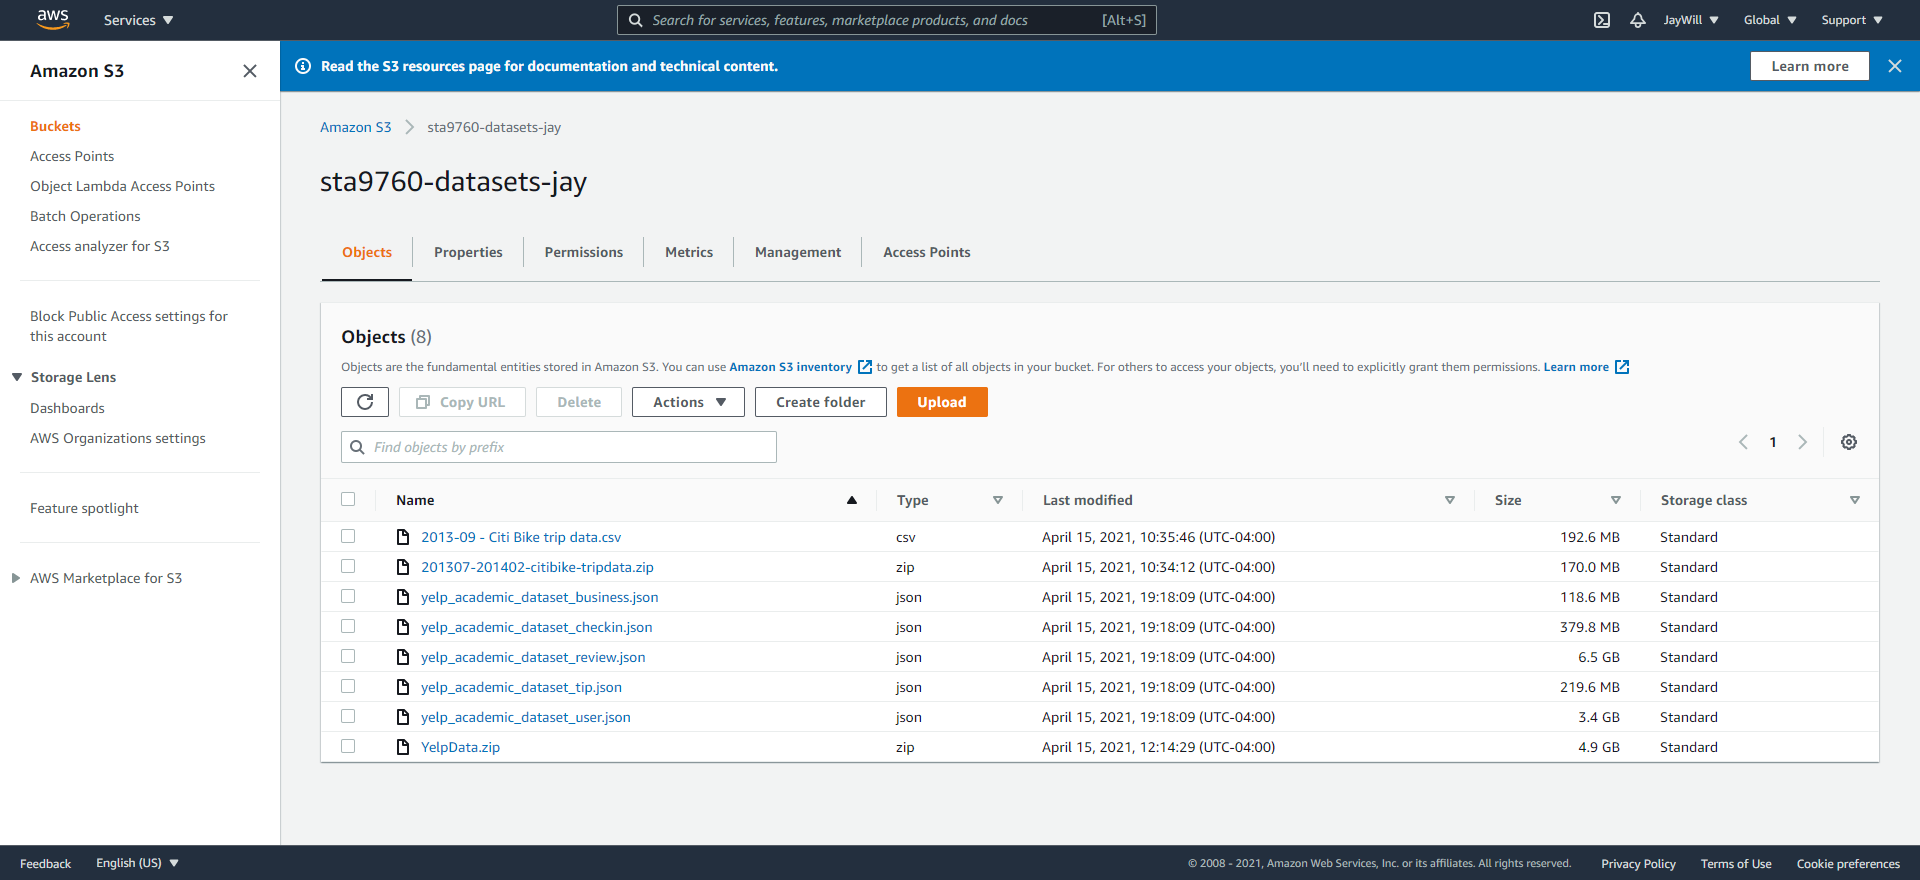 aws Services Search for services, features, marketplace products, and docs [Alt+S] JayWill Global Support
Amazon S3
Read the S3 resources page for documentation and technical content. Learn more
Buckets
Access Points
Object Lambda Access Points
Batch Operations
Access analyzer for S3
Block Public Access settings for
this account
Storage Lens
Dashboards
AWS Organizations settings
Feature spotlight
AWS Marketplace for S3
Amazon S3 sta9760-datasets-jay
sta9760-datasets-jay
Objects Properties Permissions Metrics Management Access Points
Objects (8)
Objects are the fundamental entities stored in Amazon S3. You can use Amazon S3 inventory to get a list of all objects in your bucket. For others to access your objects, you'll need to explicitly grant them permissions. Learn more
Copy URL Delete Actions Create folder Upload
Find objects by prefix 1
Name Type Last modified Size Storage class
2013-09 - Citi Bike trip data.csv csv April 15, 2021, 10:35:46 (UTC-04:00) 192.6 MB Standard
201307-201402-citibike-tripdata.zip zip April 15, 2021, 10:34:12 (UTC-04:00) 170.0 MB Standard
yelp_academic_dataset_business.json json April 15, 2021, 19:18:09 (UTC-04:00) 118.6 MB Standard
yelp_academic_dataset_checkin.json json April 15, 2021, 19:18:09 (UTC-04:00) 379.8 MB Standard
yelp_academic_dataset_review.json json April 15, 2021, 19:18:09 (UTC-04:00) 6.5 GB Standard
yelp_academic_dataset_tip.json json April 15, 2021, 19:18:09 (UTC-04:00) 219.6 MB Standard
yelp_academic_dataset_user.json json April 15, 2021, 19:18:09 (UTC-04:00) 3.4 GB Standard
YelpData.zip zip April 15, 2021, 12:14:29 (UTC-04:00) 4.9 GB Standard
Feedback English (US) © 2008 - 2021, Amazon Web Services, Inc. or its affiliates. All rights reserved. Privacy Policy Terms of Use Cookie preferences